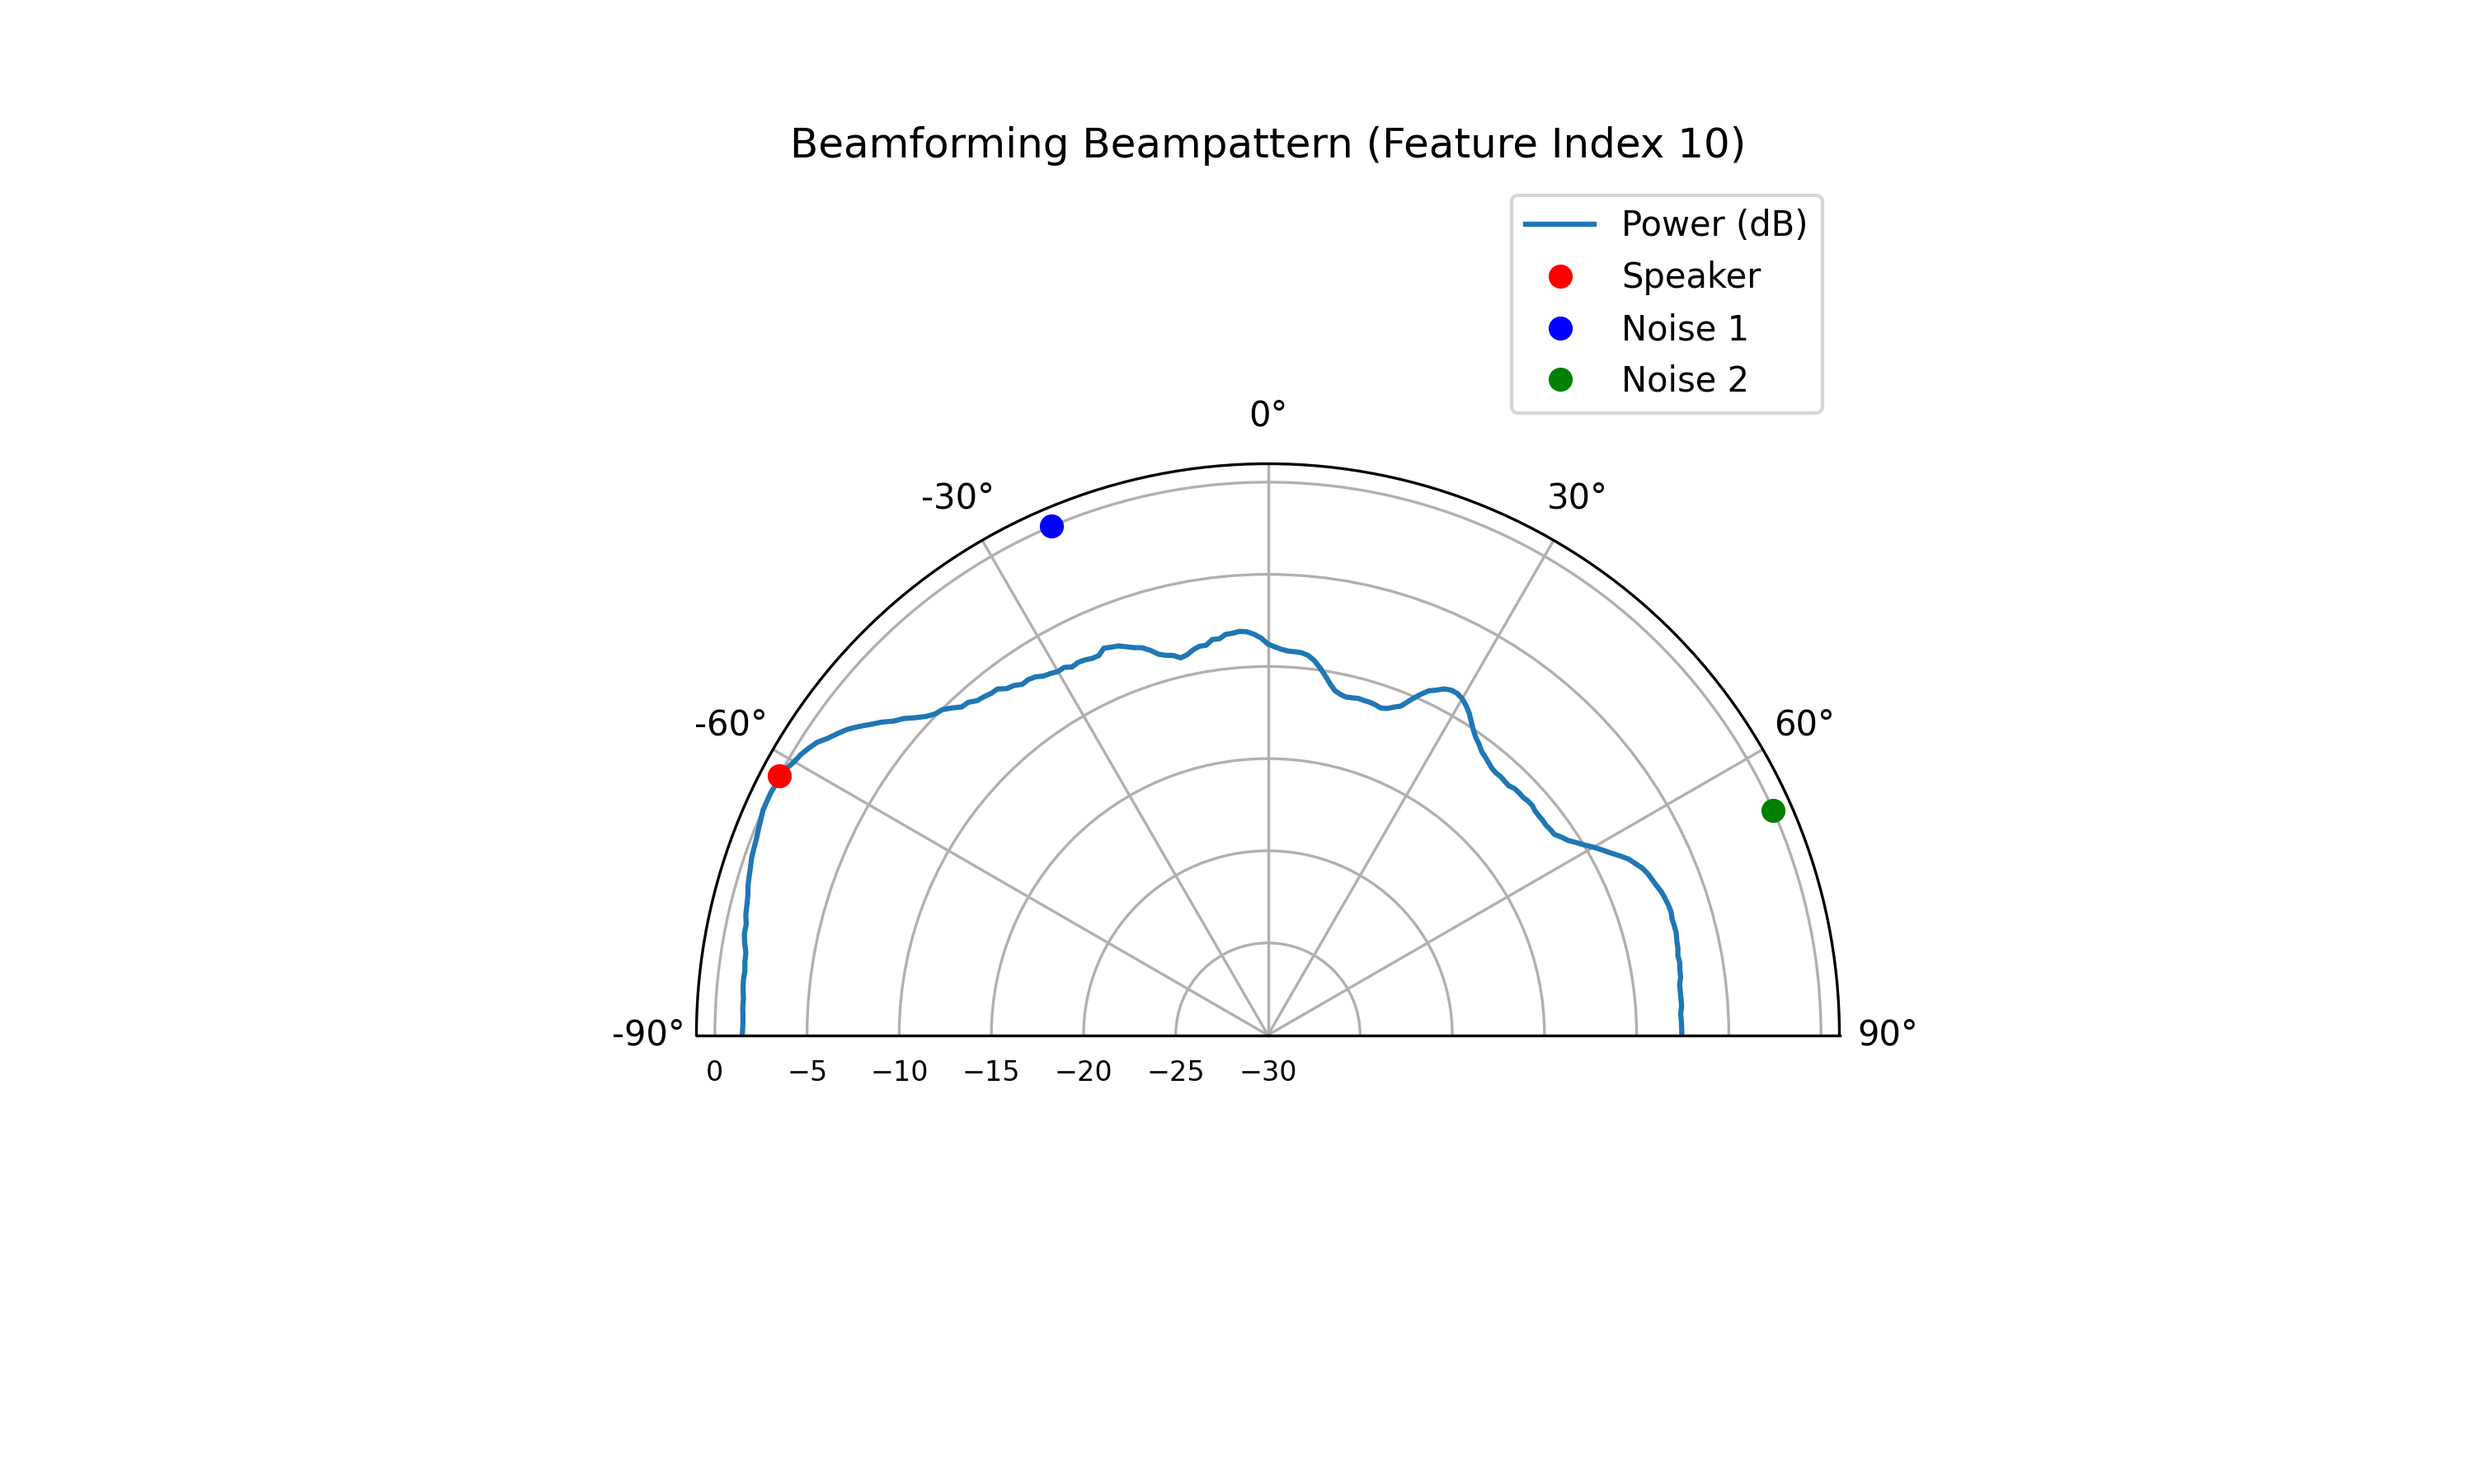 Beamforming Beampattern (Feature Index 10)
Power (dB)
Speaker
Noise 1
Noise 2
0°
-30°
30°
-60°
60°
-90°
90°
0
−5
−10
−15
−20
−25
−30